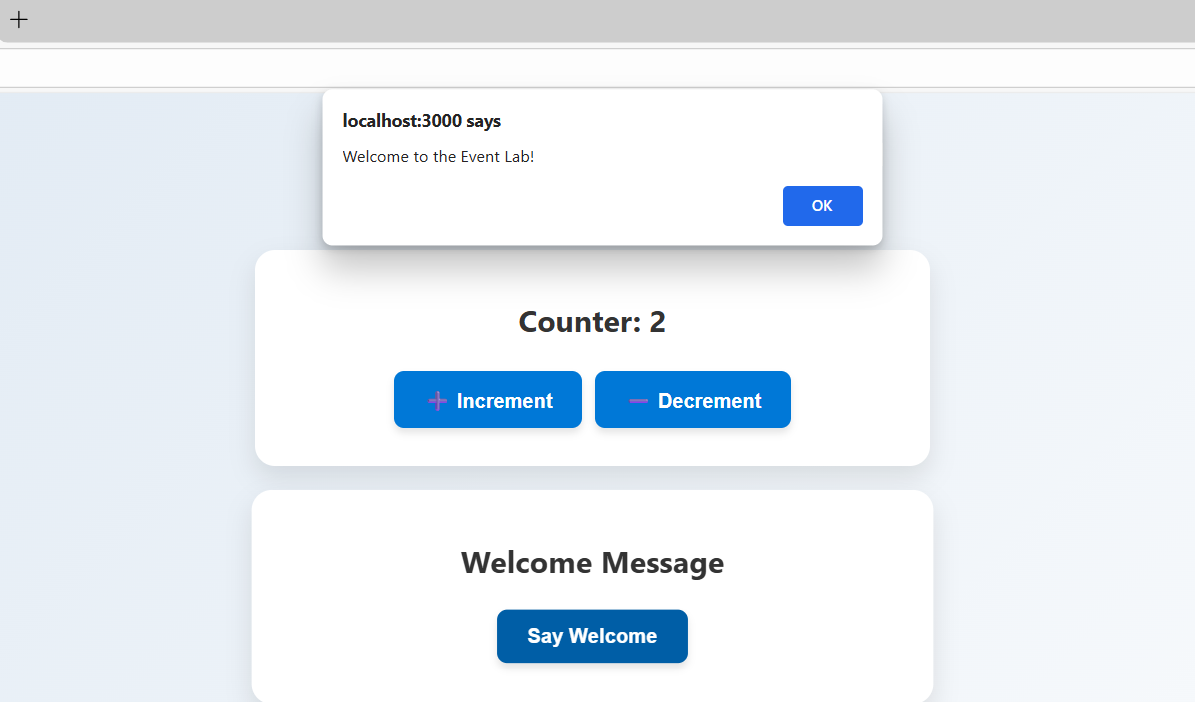 localhost:3000 says
Welcome to the Event Lab!
OK
Counter: 2
➕ Increment
➖ Decrement
Welcome Message
Say Welcome